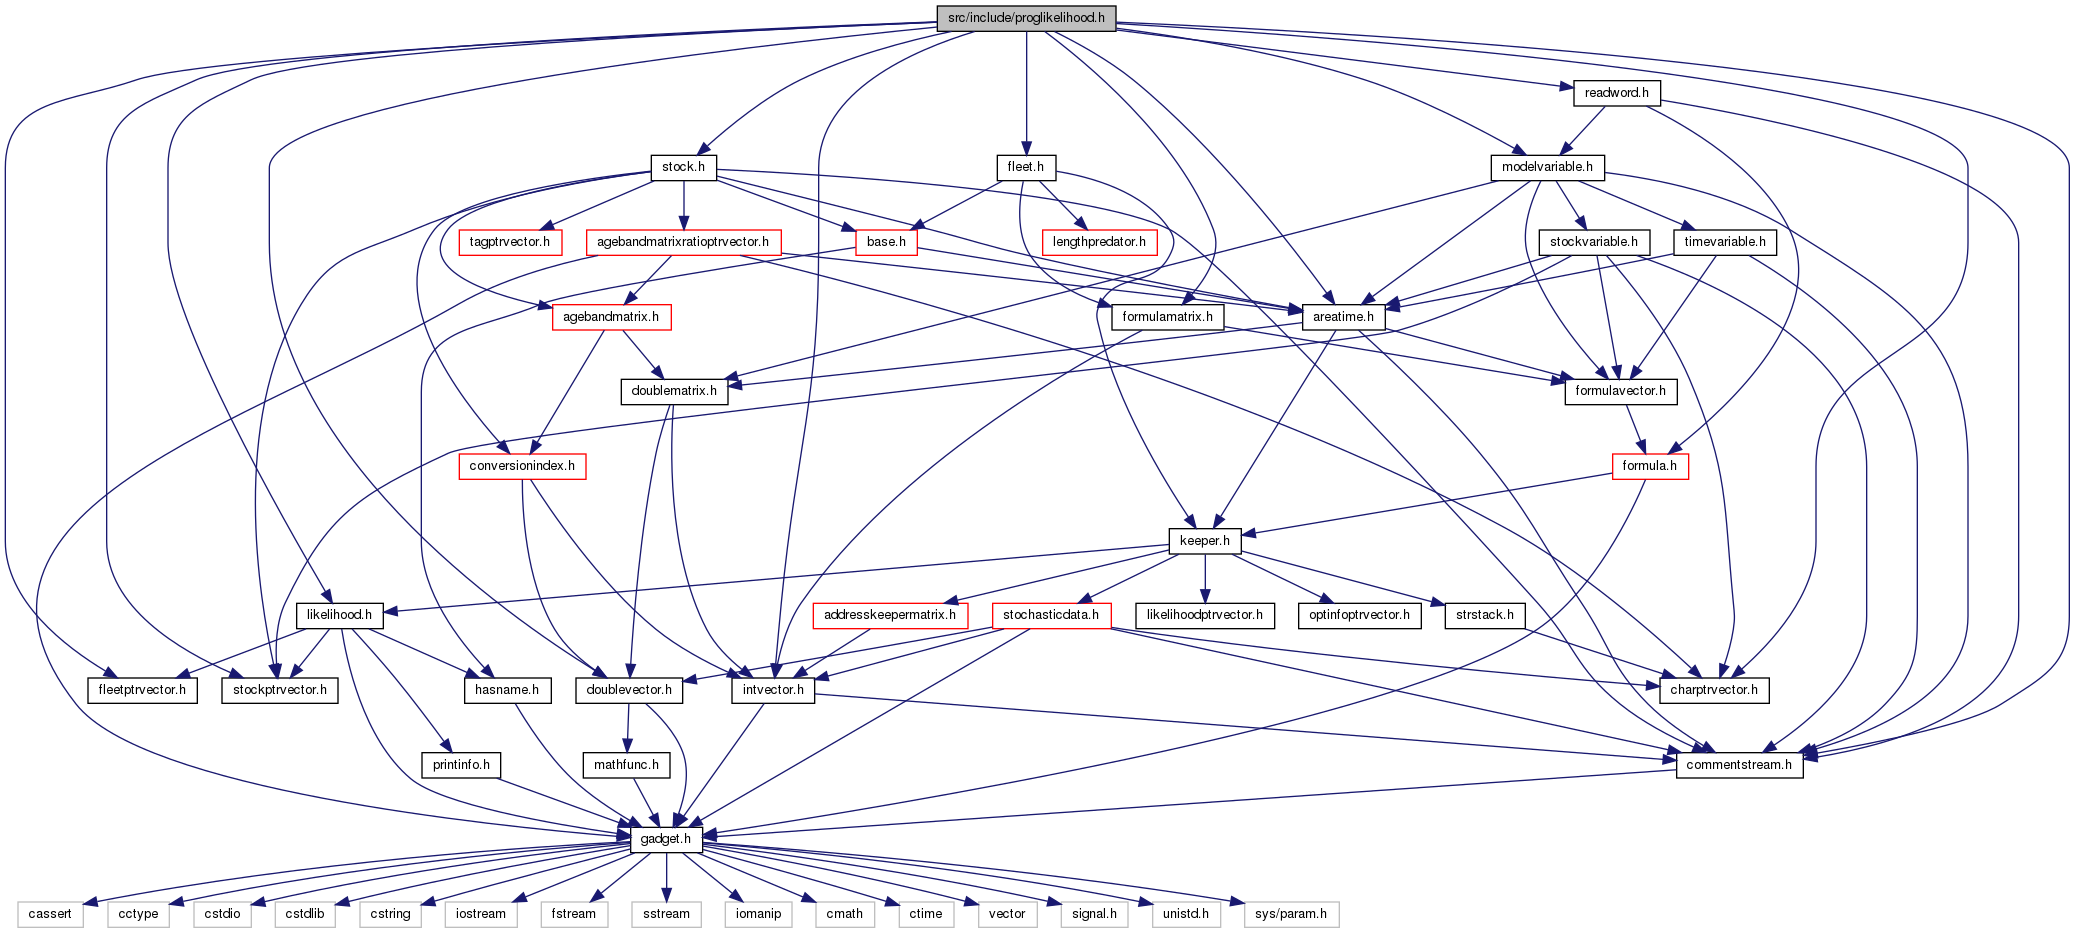 src/include/proglikelihood.h
readword.h
stock.h
fleet.h
modelvariable.h
tagptrvector.h
agebandmatrixratioptrvector.h
base.h
lengthpredator.h
stockvariable.h
timevariable.h
agebandmatrix.h
formulamatrix.h
areatime.h
doublematrix.h
formulavector.h
conversionindex.h
formula.h
keeper.h
likelihood.h
addresskeepermatrix.h
stochasticdata.h
likelihoodptrvector.h
optinfoptrvector.h
strstack.h
fleetptrvector.h
stockptrvector.h
hasname.h
doublevector.h
intvector.h
charptrvector.h
printinfo.h
mathfunc.h
commentstream.h
gadget.h
cassert
cctype
cstdio
cstdlib
cstring
iostream
fstream
sstream
iomanip
cmath
ctime
vector
signal.h
unistd.h
sys/param.h